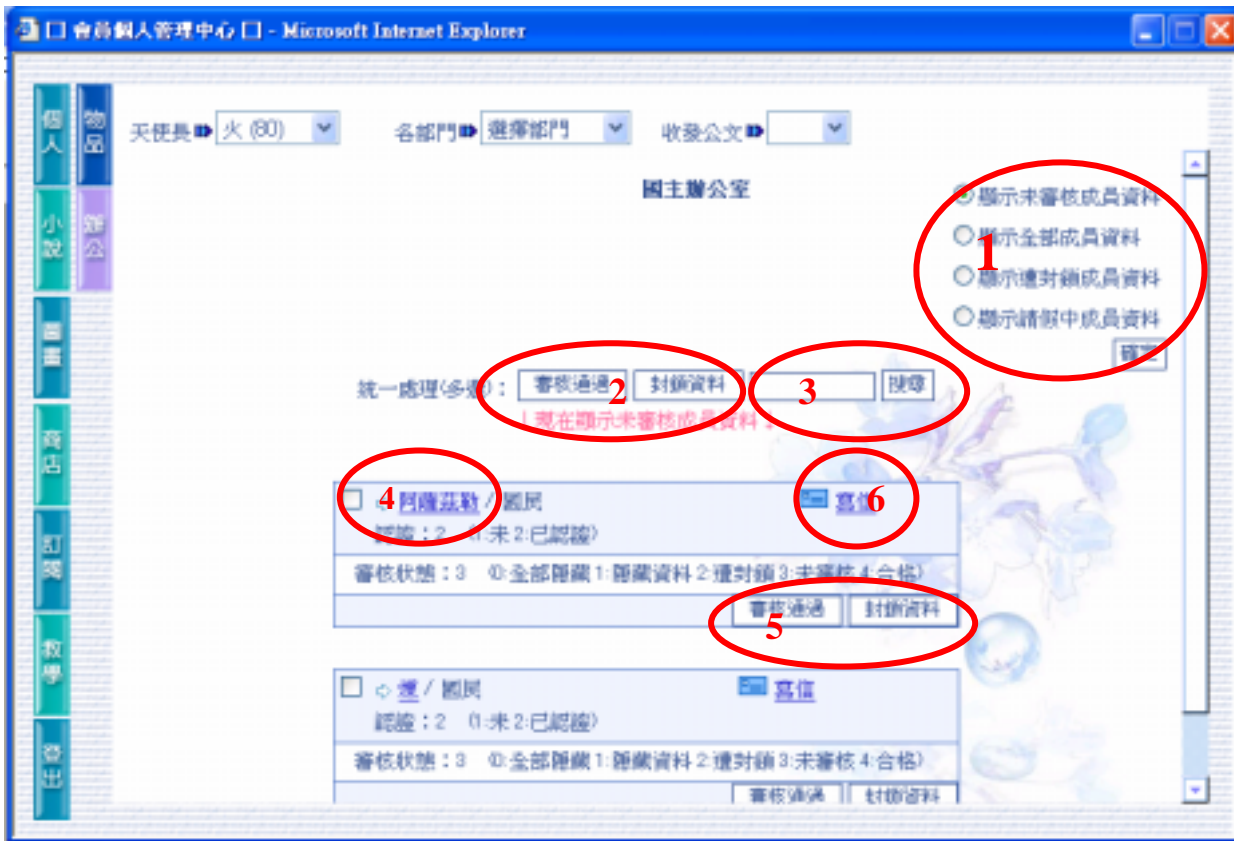 □ 會員個人管理中心 □ - Microsoft Internet Explorer
個人
物品
小說
辦公
圖畫
商店
訂閱
教學
登出
天使長 火 (80) 各部門 選擇部門 收發公文
國主辦公室
顯示未審核成員資料
顯示全部成員資料
顯示遭封鎖成員資料
顯示請假中成員資料
1
確定
統一處理(多選): 審核通過 封鎖資料 搜尋
2
3
！現在顯示未審核成員資料！
阿薩茲勒 / 國民 寫信
4
6
認證：2 (1:未 2:已認證)
審核狀態：3 (0:全部隱藏 1:隱藏資料 2:遭封鎖 3:未審核 4:合格)
審核通過 封鎖資料
5
/ 國民 寫信
認證：2 (1:未 2:已認證)
審核狀態：3 (0:全部隱藏 1:隱藏資料 2:遭封鎖 3:未審核 4:合格)
審核通過 封鎖資料